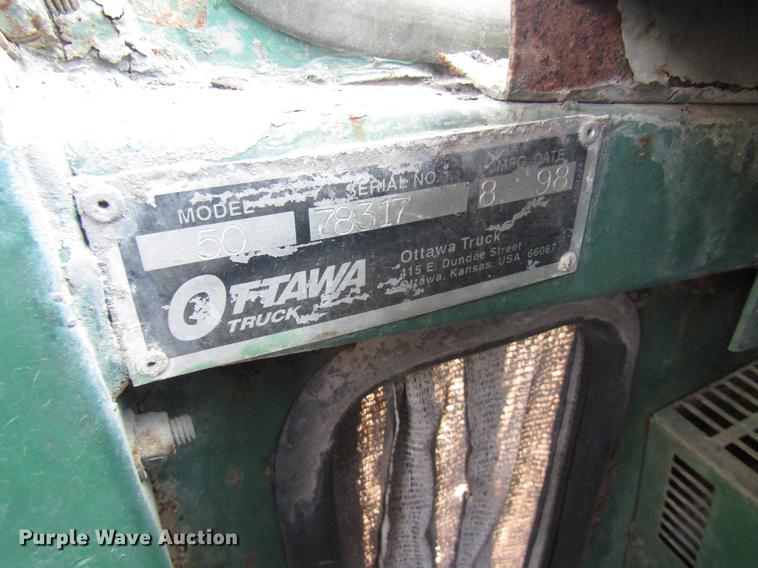 MODEL SERIAL NO. MFG. DATE
50 78317 8 98
OTTAWA
TRUCK
Ottawa Truck
415 E. Dundee Street
Ottawa, Kansas, USA 66067
Purple Wave Auction